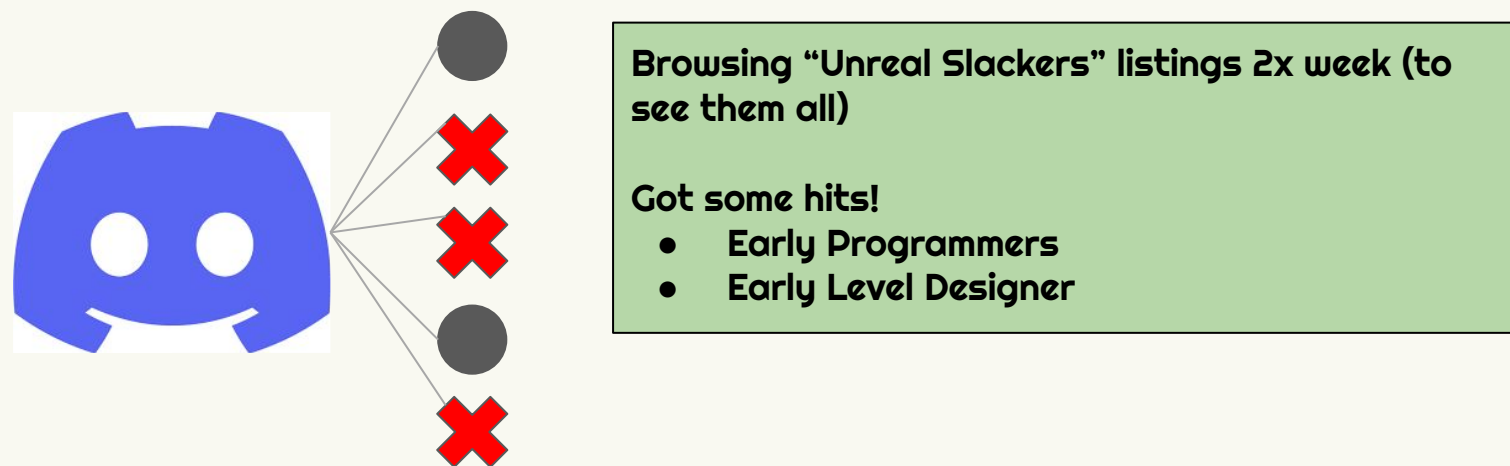 Browsing “Unreal Slackers” listings 2x week (to
see them all)
Got some hits!
● Early Programmers
● Early Level Designer